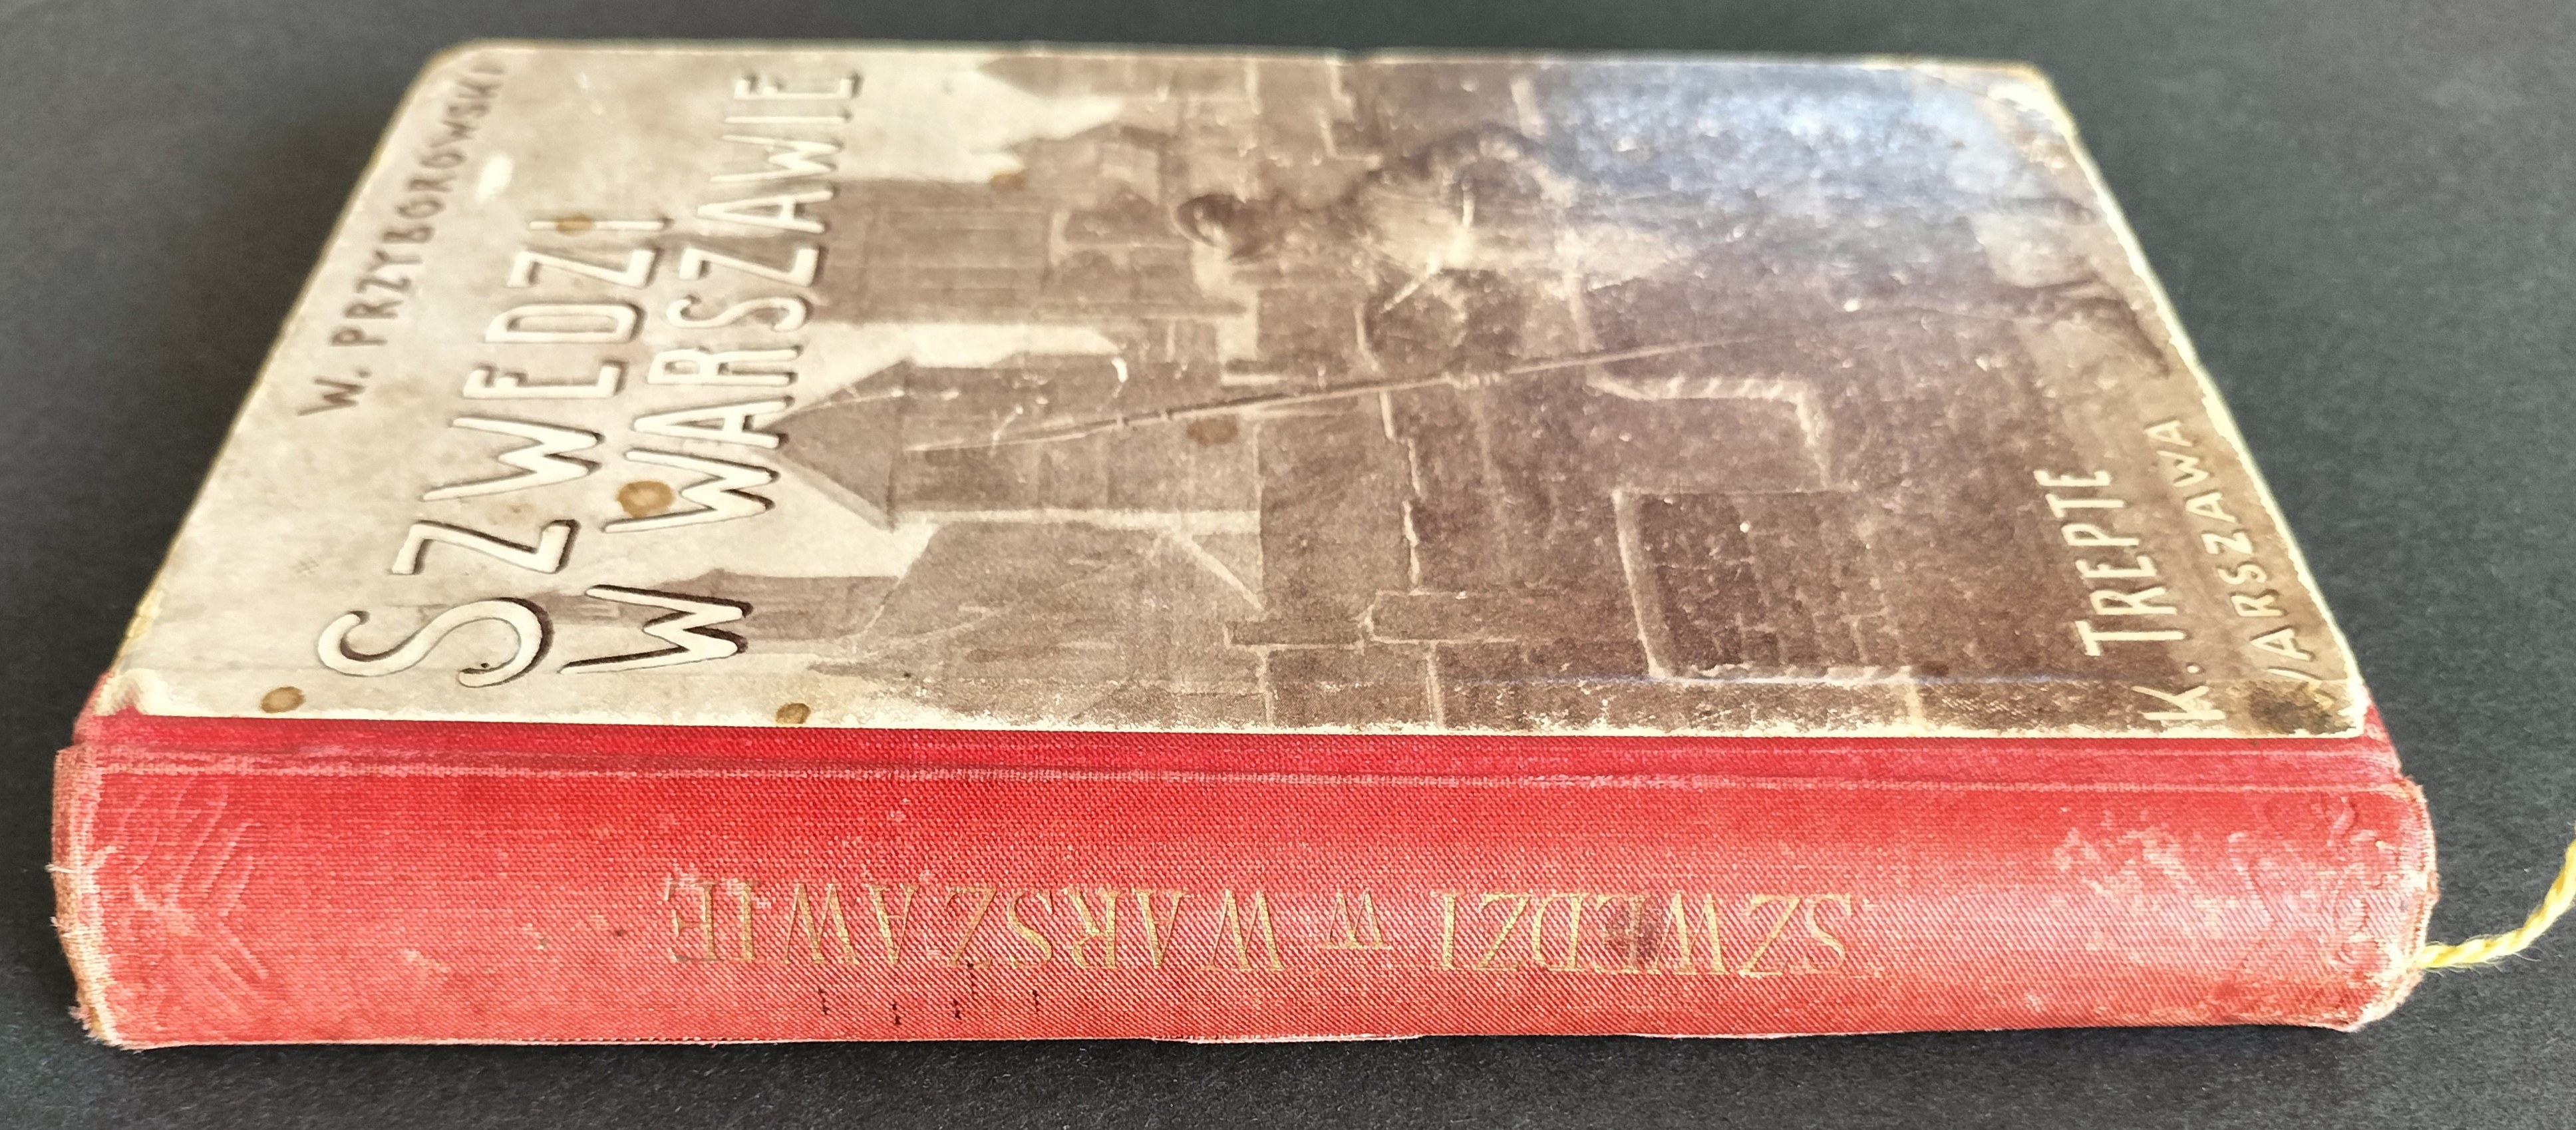 W. PRZYBOROWSKI
SZWEDZI
W WARSZAWIE
K. TREPTE
WARSZAWA
SZWEDZI W WARSZAWIE